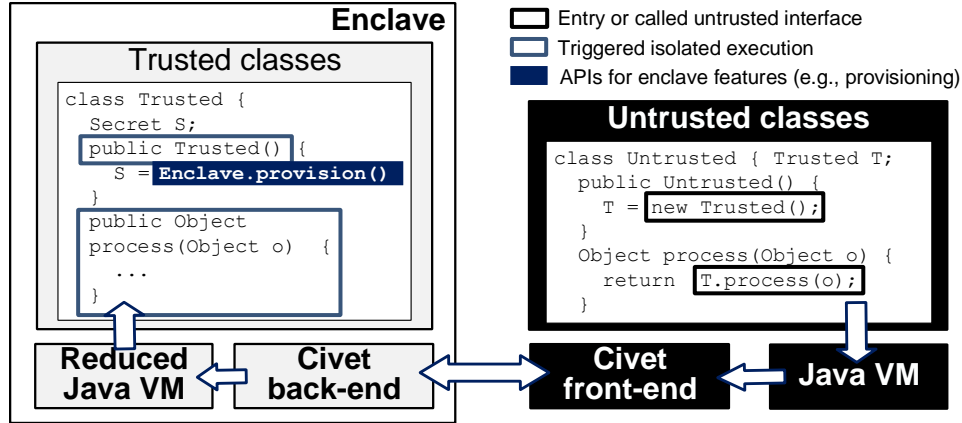 Enclave
Trusted classes
class Trusted {
Secret S;
public Trusted() {
S = Enclave.provision()
}
public Object
process(Object o) {
...
}
Reduced
Java VM
Civet
back-end
Entry or called untrusted interface
Triggered isolated execution
APIs for enclave features (e.g., provisioning)
Untrusted classes
class Untrusted { Trusted T;
public Untrusted() {
T = new Trusted();
}
Object process(Object o) {
return T.process(o);
}
Civet
front-end
Java VM